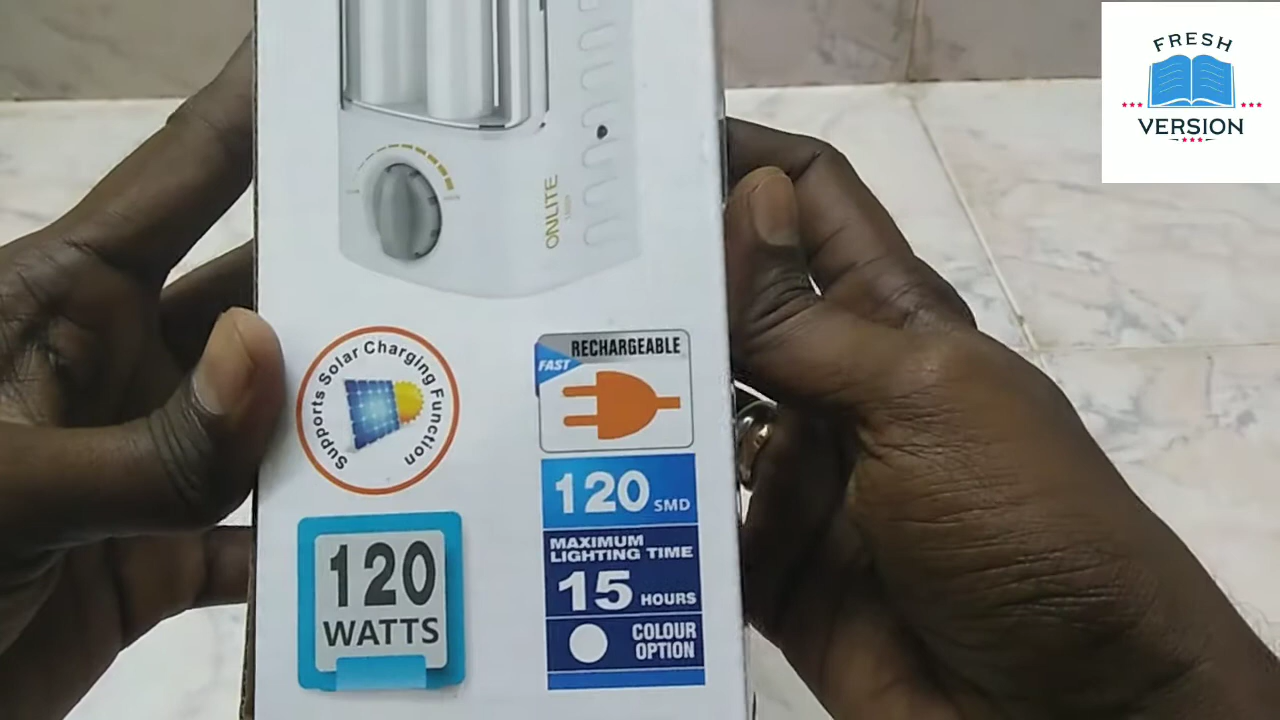 FRESH
VERSION
ONLITE
Supports Solar Charging Function
RECHARGEABLE
FAST
120 SMD
MAXIMUM
LIGHTING TIME
15 HOURS
COLOUR
OPTION
120
WATTS